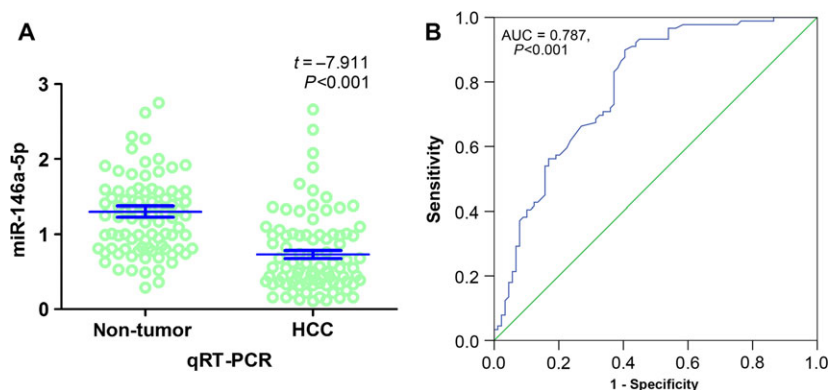 A
t = –7.911
P<0.001
miR-146a-5p
3
2
1
0
Non-tumor
HCC
qRT-PCR
B
AUC = 0.787,
P<0.001
Sensitivity
1.0
0.8
0.6
0.4
0.2
0.0
0.0 0.2 0.4 0.6 0.8 1.0
1 - Specificity